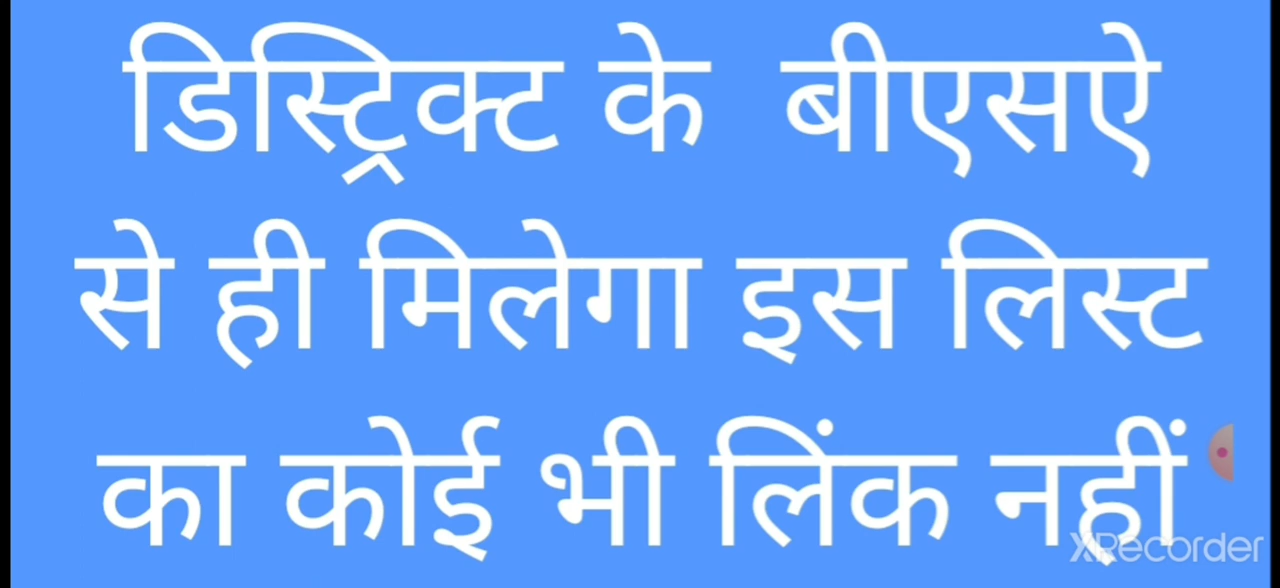 डिस्ट्रिक्ट के बीएसऐ
से ही मिलेगा इस लिस्ट
का कोई भी लिंक नहीं
XRecorder